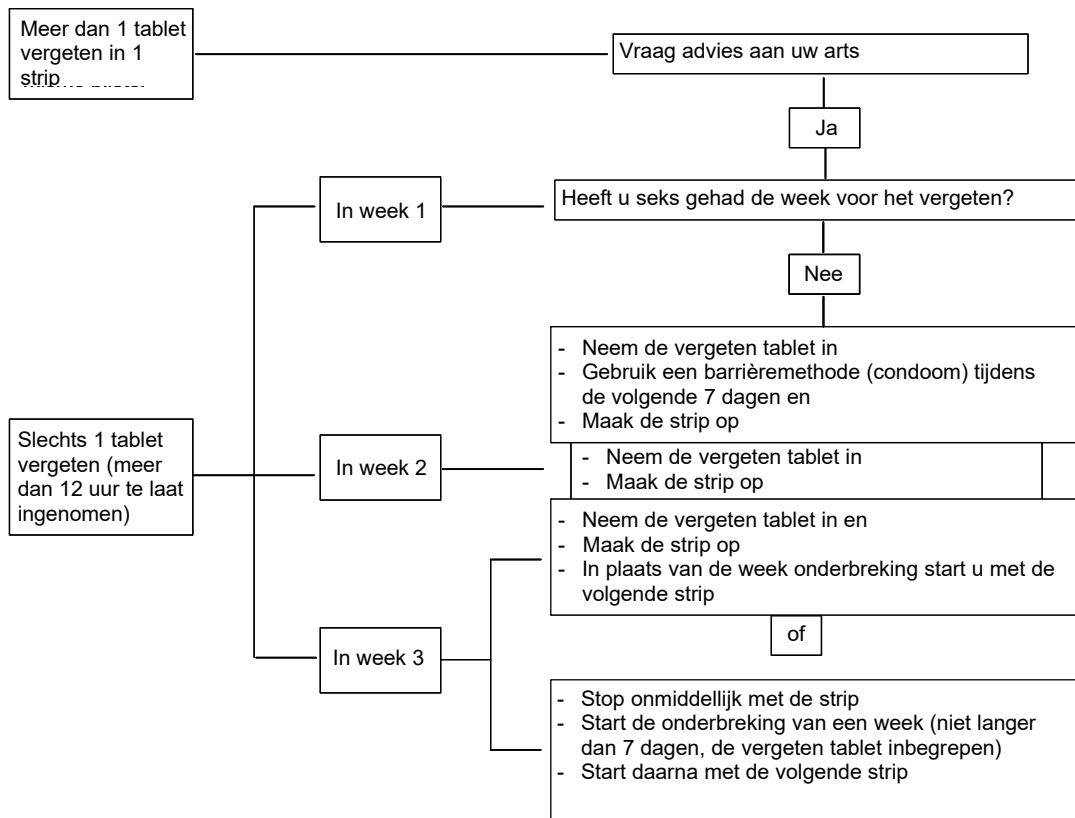 Meer dan 1 tablet
vergeten in 1
strip
Vraag advies aan uw arts
Ja
In week 1
Heeft u seks gehad de week voor het vergeten?
Nee
- Neem de vergeten tablet in
- Gebruik een barrièremethode (condoom) tijdens
de volgende 7 dagen en
- Maak de strip op
Slechts 1 tablet
vergeten (meer
dan 12 uur te laat
ingenomen)
In week 2
- Neem de vergeten tablet in
- Maak de strip op
- Neem de vergeten tablet in en
- Maak de strip op
- In plaats van de week onderbreking start u met de
volgende strip
of
In week 3
- Stop onmiddellijk met de strip
- Start de onderbreking van een week (niet langer
dan 7 dagen, de vergeten tablet inbegrepen)
- Start daarna met de volgende strip